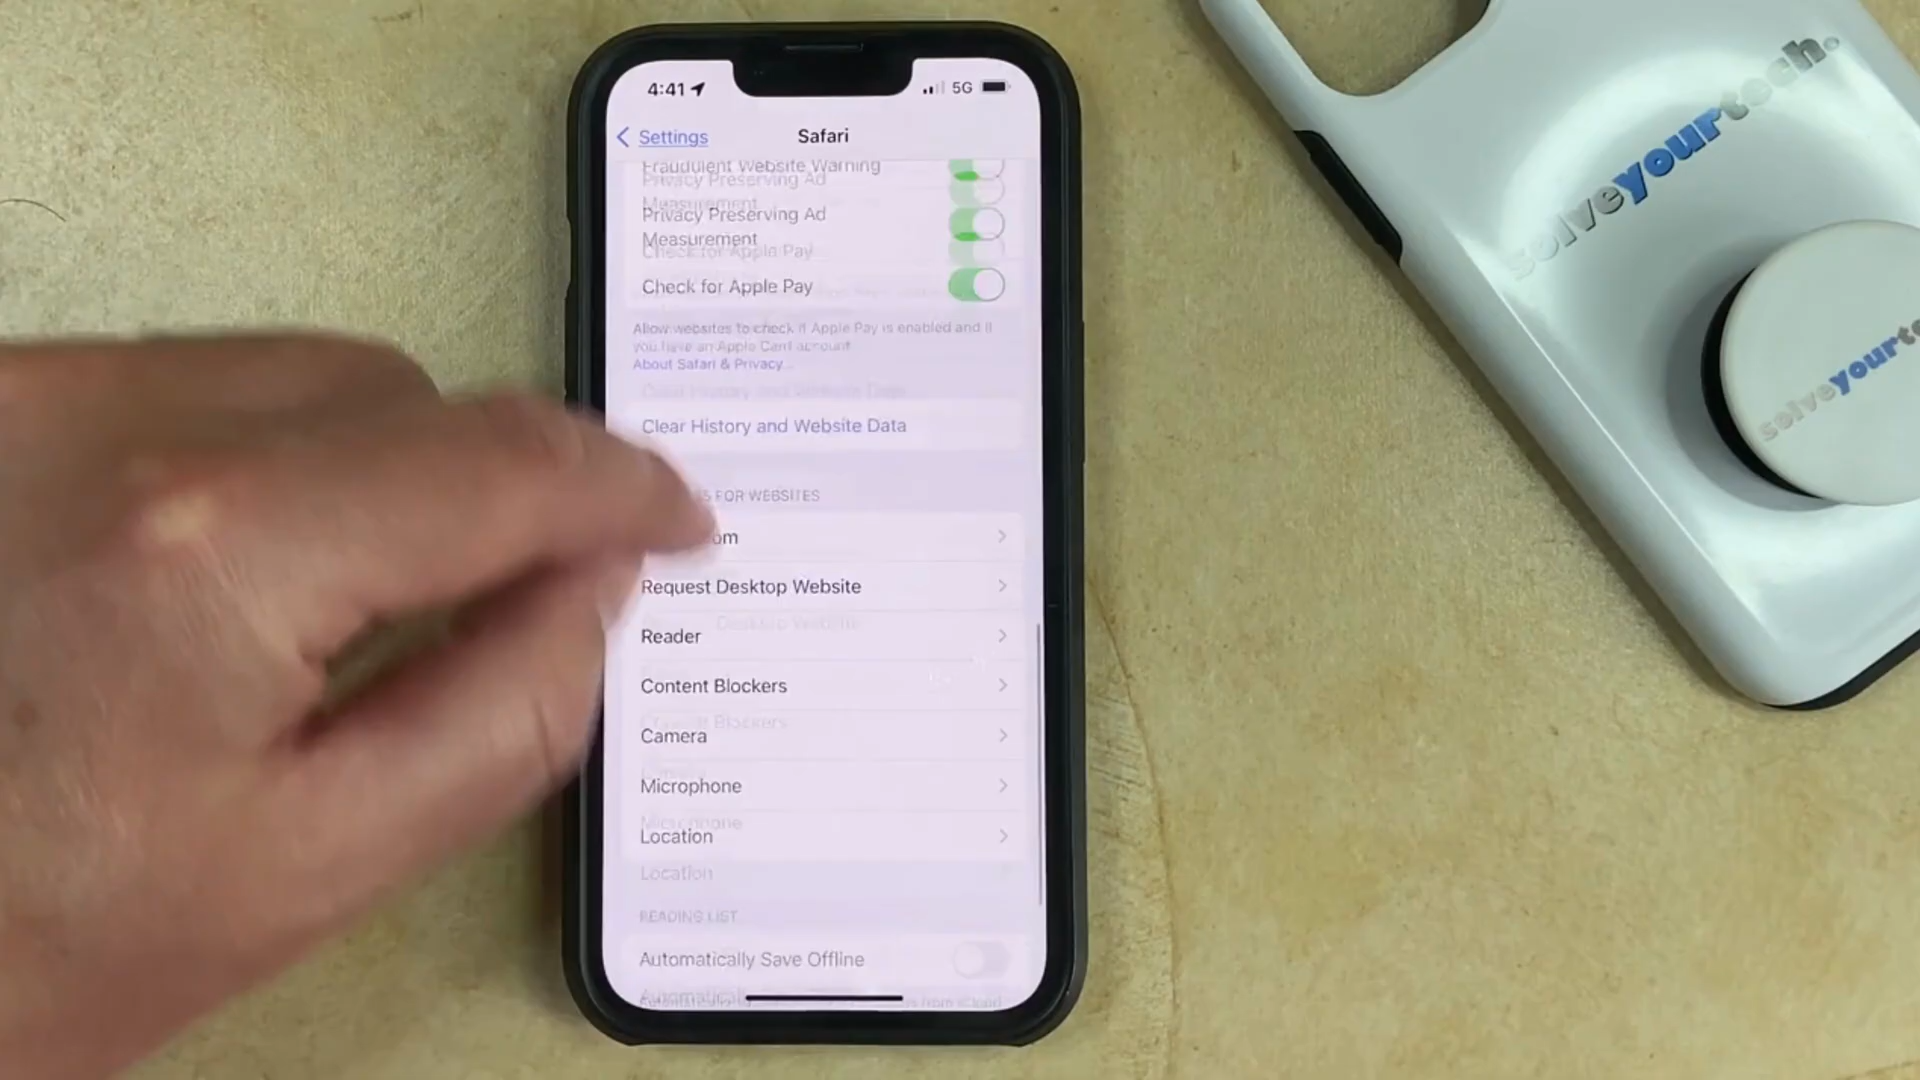 4:41
5G
Settings
Safari
Fraudulent Website Warning
Privacy Preserving Ad
Measurement
Check for Apple Pay
Allow websites to check if Apple Pay is enabled and if
you have an Apple Card account.
About Safari & Privacy...
Clear History and Website Data
FOR WEBSITES
Request Desktop Website
Reader
Content Blockers
Camera
Microphone
Location
READING LIST
Automatically Save Offline
solveyourtech.
solveyourte